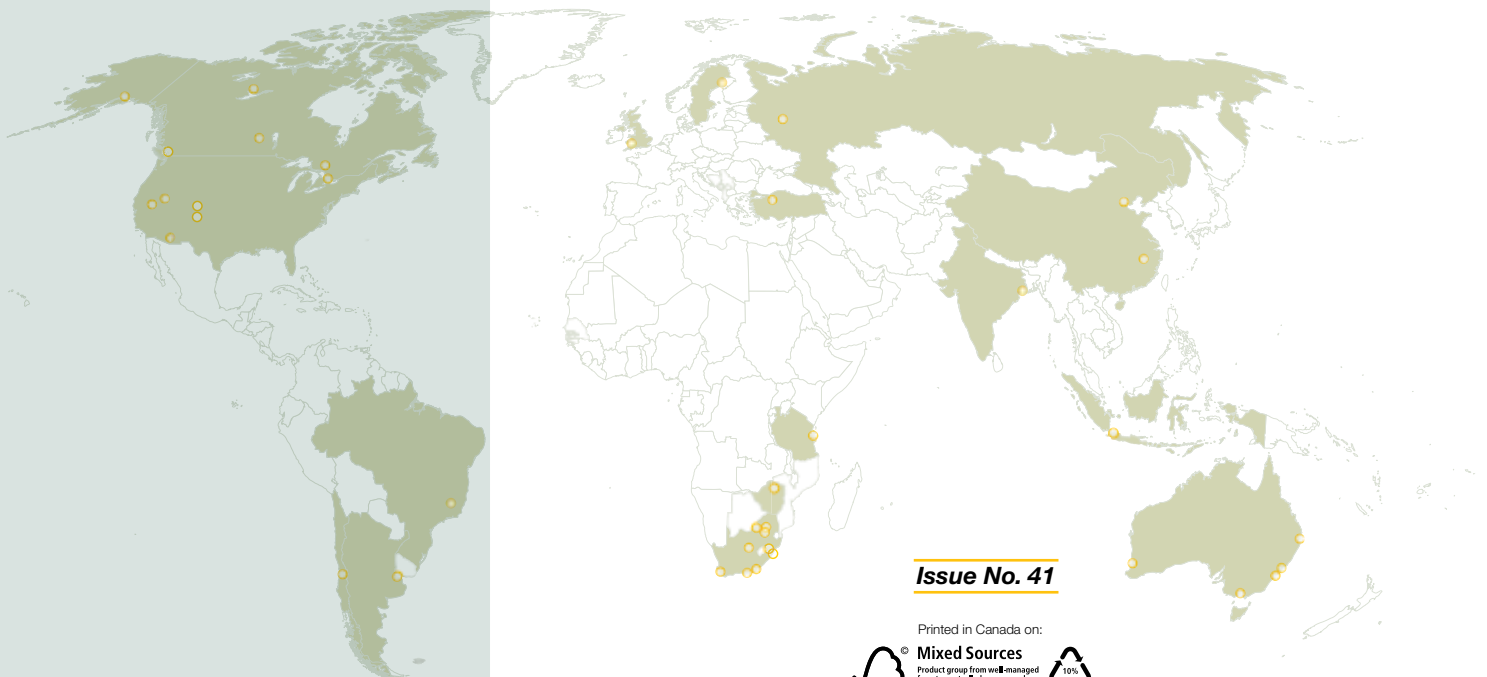 Issue No. 41
Printed in Canada on:
©
Mixed Sources
Product group from well-managed
10%